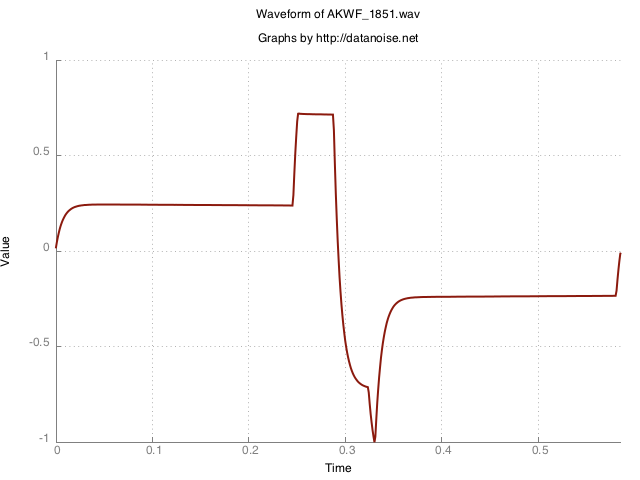 Waveform of AKWF_1851.wav
Graphs by http://datanoise.net
1
0.5
0
-0.5
-1
Value
0 0.1 0.2 0.3 0.4 0.5
Time